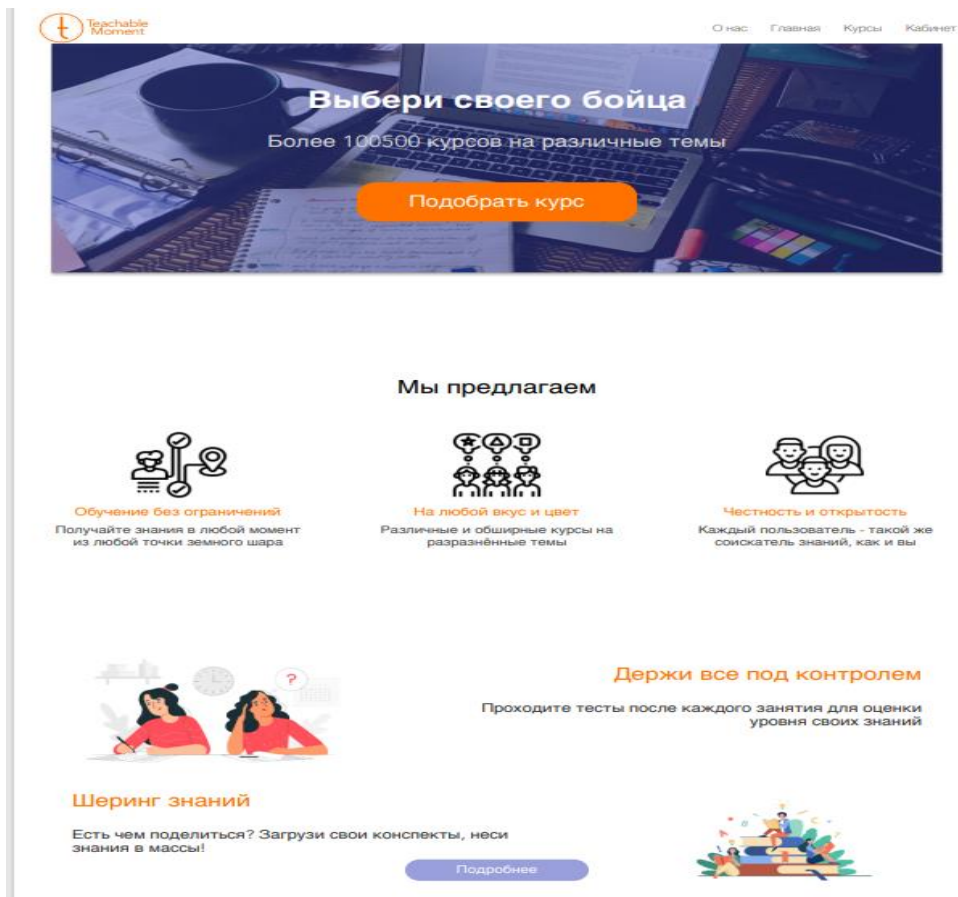 Teachable
Moment
О нас Главная Курсы Кабинет
Выбери своего бойца
Более 100500 курсов на различные темы
Подобрать курс
Мы предлагаем
Обучение без ограничений
Получайте знания в любой момент
из любой точки земного шара
На любой вкус и цвет
Различные и обширные курсы на
разразнённые темы
Честность и открытость
Каждый пользователь - такой же
соискатель знаний, как и вы
?
Держи все под контролем
Проходите тесты после каждого занятия для оценки
уровня своих знаний
Шеринг знаний
Есть чем поделиться? Загрузи свои конспекты, неси
знания в массы!
Подробнее